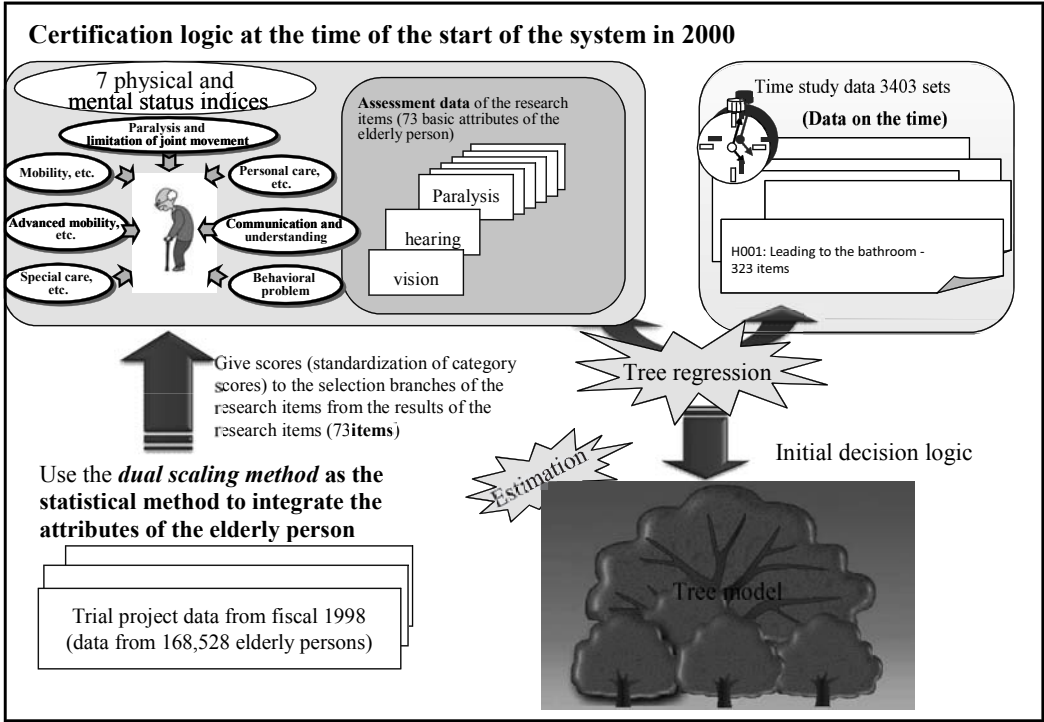 Certification logic at the time of the start of the system in 2000
7 physical and
mental status indices
Paralysis and
limitation of joint movement
Mobility, etc.
Personal care,
etc.
Advanced mobility,
etc.
Communication and
understanding
Special care,
etc.
Behavioral
problem
Assessment data of the research
items (73 basic attributes of the
elderly person)
Paralysis
hearing
vision
Time study data 3403 sets
(Data on the time)
H001: Leading to the bathroom -
323 items
Give scores (standardization of category
scores) to the selection branches of the
research items from the results of the
research items (73items)
Tree regression
Use the dual scaling method as the
statistical method to integrate the
attributes of the elderly person
Estimation
Initial decision logic
Trial project data from fiscal 1998
(data from 168,528 elderly persons)
Tree model